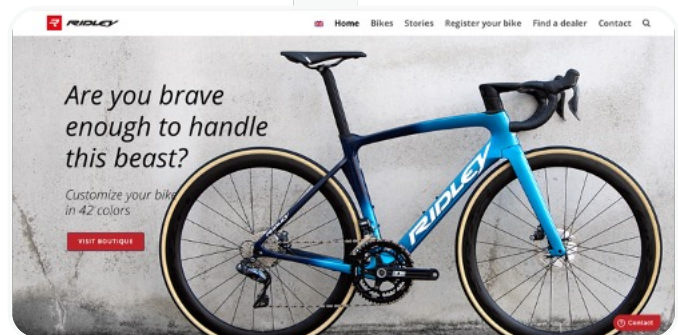 RIDLEY
Home Bikes Stories Register your bike Find a dealer Contact
Are you brave
enough to handle
this beast?
Customize your bike
in 42 colors
VISIT BOUTIQUE
RIDLEY
RIDLEY
Contact